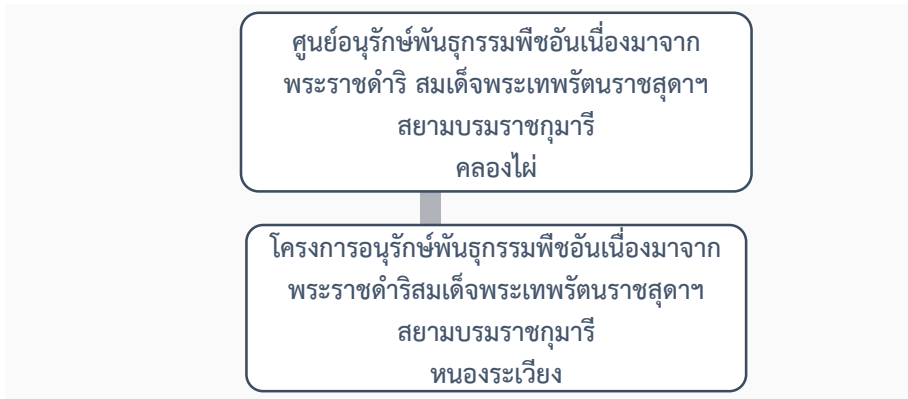 ศูนย์อนุรักษ์พันธุกรรมพืชอันเนื่องมาจาก
พระราชดำริ สมเด็จพระเทพรัตนราชสุดาฯ
สยามบรมราชกุมารี
คลองไผ่
โครงการอนุรักษ์พันธุกรรมพืชอันเนื่องมาจาก
พระราชดำริสมเด็จพระเทพรัตนราชสุดาฯ
สยามบรมราชกุมารี
หนองระเวียง